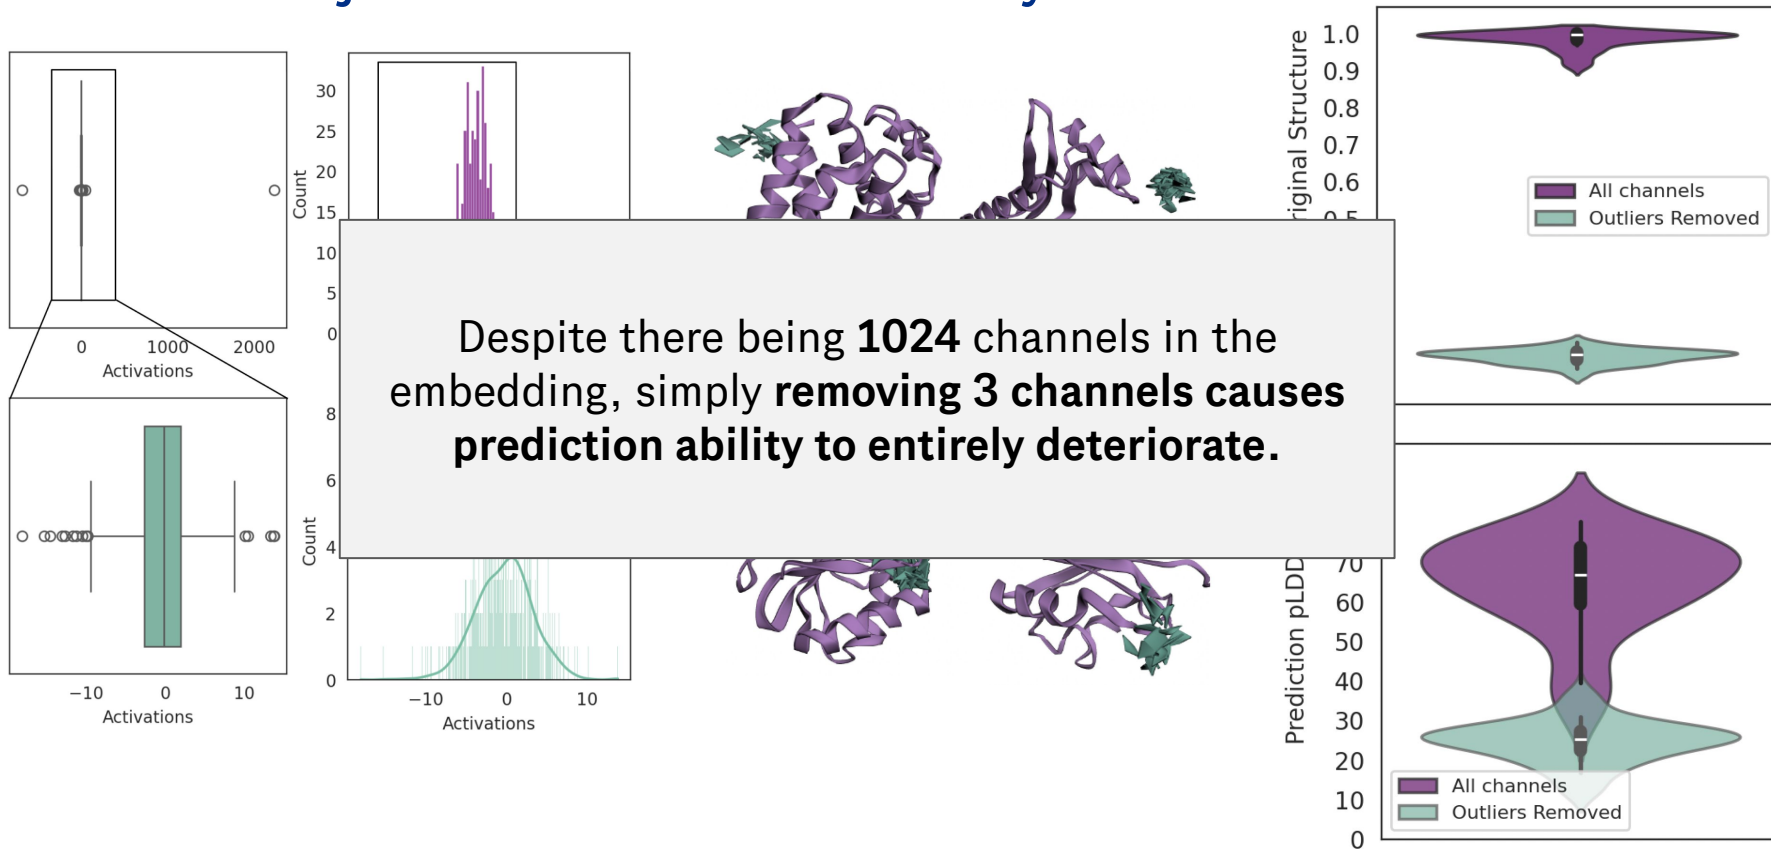 0
1000
2000
Activations
−10
0
10
Activations
Count
30
25
20
15
10
5
0
Count
8
6
4
2
0
−10
0
10
Activations
Despite there being 1024 channels in the
embedding, simply removing 3 channels causes
prediction ability to entirely deteriorate.
Structure
1.0
0.9
0.8
0.7
0.6
All channels
Outliers Removed
Prediction
70
60
50
40
30
20
10
0
All channels
Outliers Removed